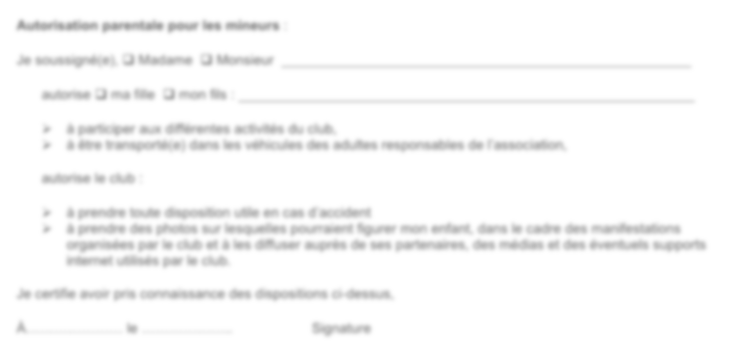 Autorisation parentale pour les mineurs :
Je soussigné(e), ❑ Madame ❑ Monsieur ______________________________
autorise ❑ ma fille ❑ mon fils : ______________________________
➢ à participer aux différentes activités du club,
➢ à être transporté(e) dans les véhicules des adultes responsables de l'association,
autorise le club :
➢ à prendre toute disposition utile en cas d'accident
➢ à prendre des photos sur lesquelles pourraient figurer mon enfant, dans le cadre des manifestations
organisées par le club et à les diffuser auprès de ses partenaires, des médias et des éventuels supports
internet utilisés par le club.
Je certifie avoir pris connaissance des dispositions ci-dessus,
À........................ le ........................ Signature